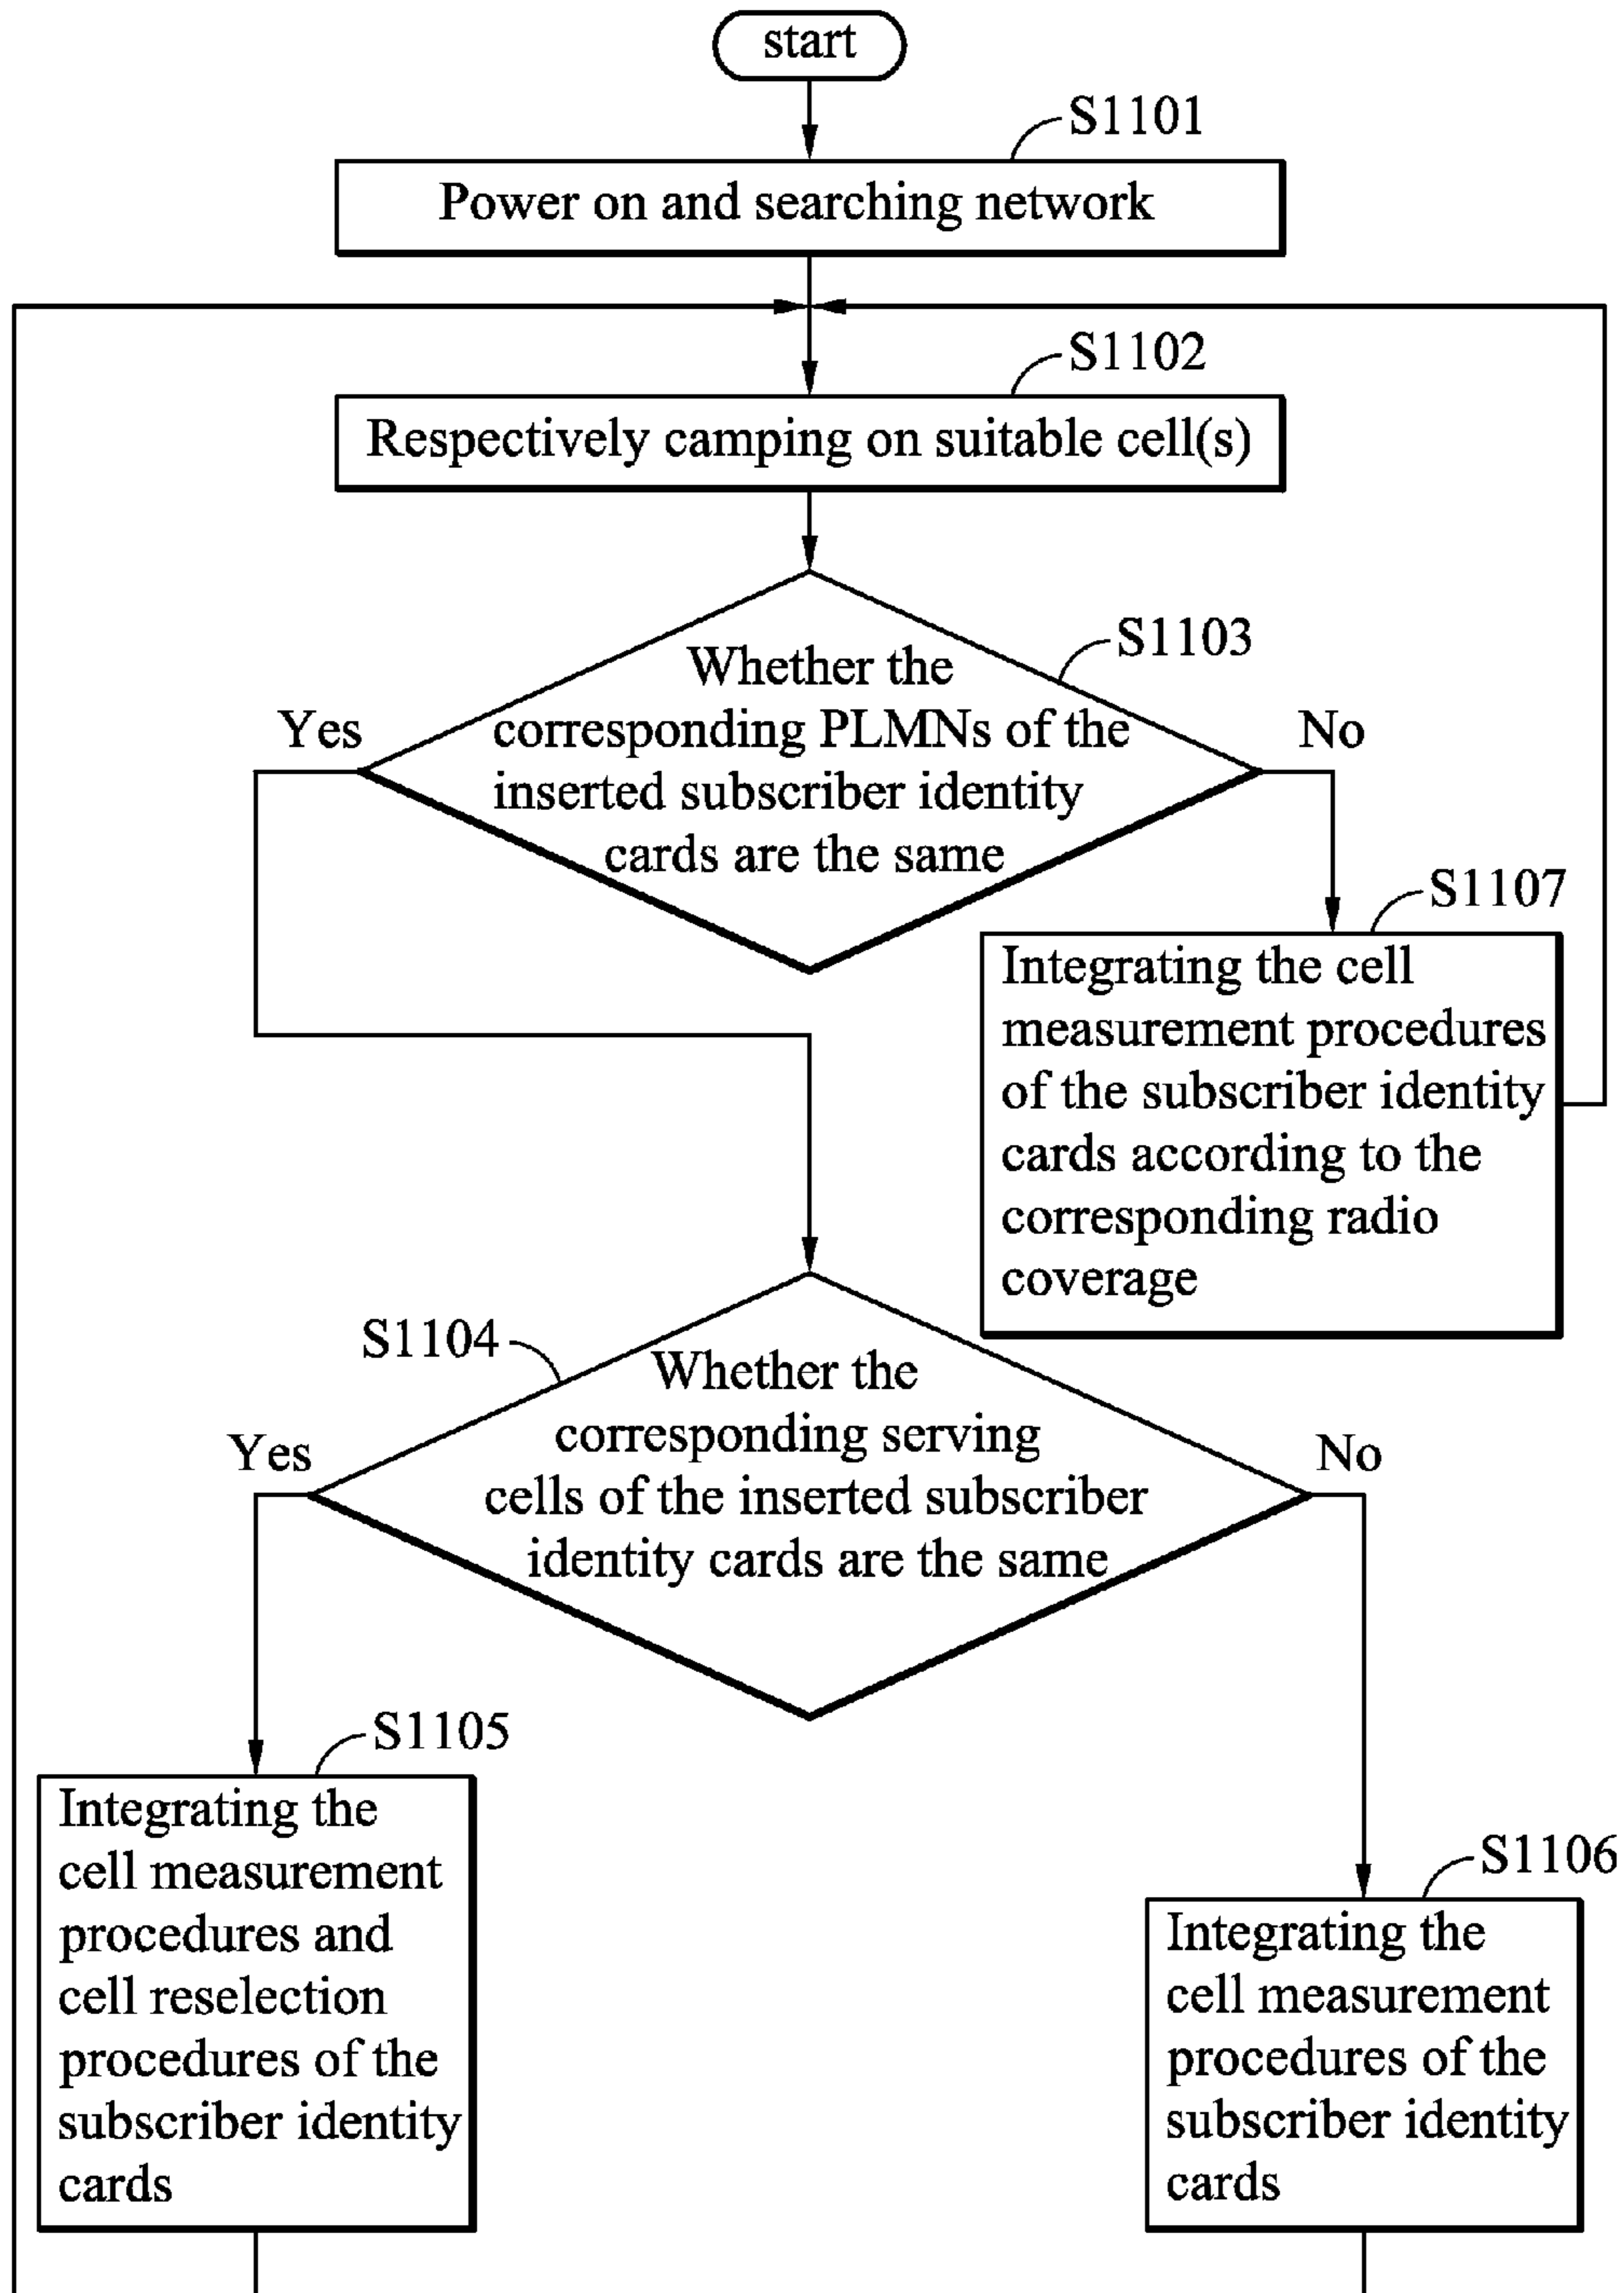 start
S1101
Power on and searching network
S1102
Respectively camping on suitable cell(s)
S1103
Whether the
corresponding PLMNs of the
inserted subscriber identity
cards are the same
Yes
No
S1107
Integrating the cell
measurement procedures
of the subscriber identity
cards according to the
corresponding radio
coverage
S1104
Whether the
corresponding serving
cells of the inserted subscriber
identity cards are the same
Yes
No
S1105
Integrating the
cell measurement
procedures and
cell reselection
procedures of the
subscriber identity
cards
S1106
Integrating the
cell measurement
procedures of the
subscriber identity
cards